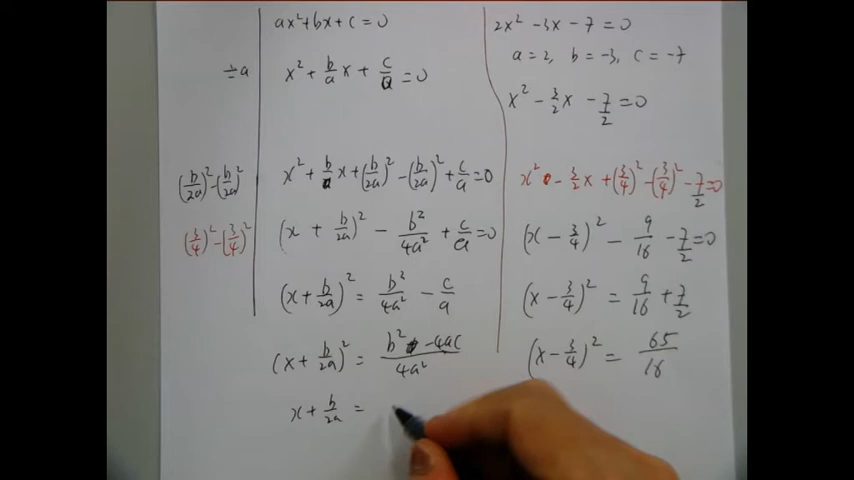 ax²+bx+c=0
÷a
x²+b/a x+c/a=0
(b/2a)²-(b/2a)²
x²+b/a x+(b/2a)²-(b/2a)²+c/a=0
(3/4)²-(3/4)²
(x+b/2a)²-b²/4a²+c/a=0
(x+b/2a)²=b²/4a²-c/a
(x+b/2a)²=b²-4ac/4a²
x+b/2a=
2x²-3x-7=0
a=2, b=-3, c=-7
x²-3/2x-7/2=0
x²-3/2x+(3/4)²-(3/4)²-7/2=0
(x-3/4)²-9/16-7/2=0
(x-3/4)²=9/16+7/2
(x-3/4)²=65/16